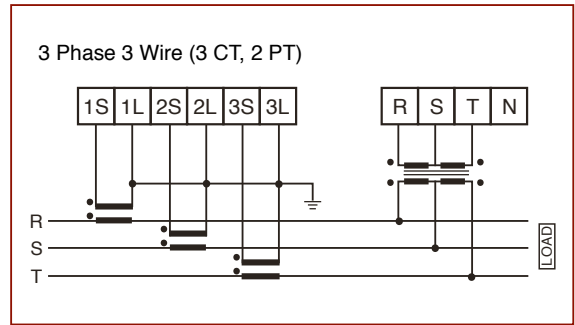 3 Phase 3 Wire (3 CT, 2 PT)
1S 1L 2S 2L 3S 3L
R S T N
R
S
T
LOAD